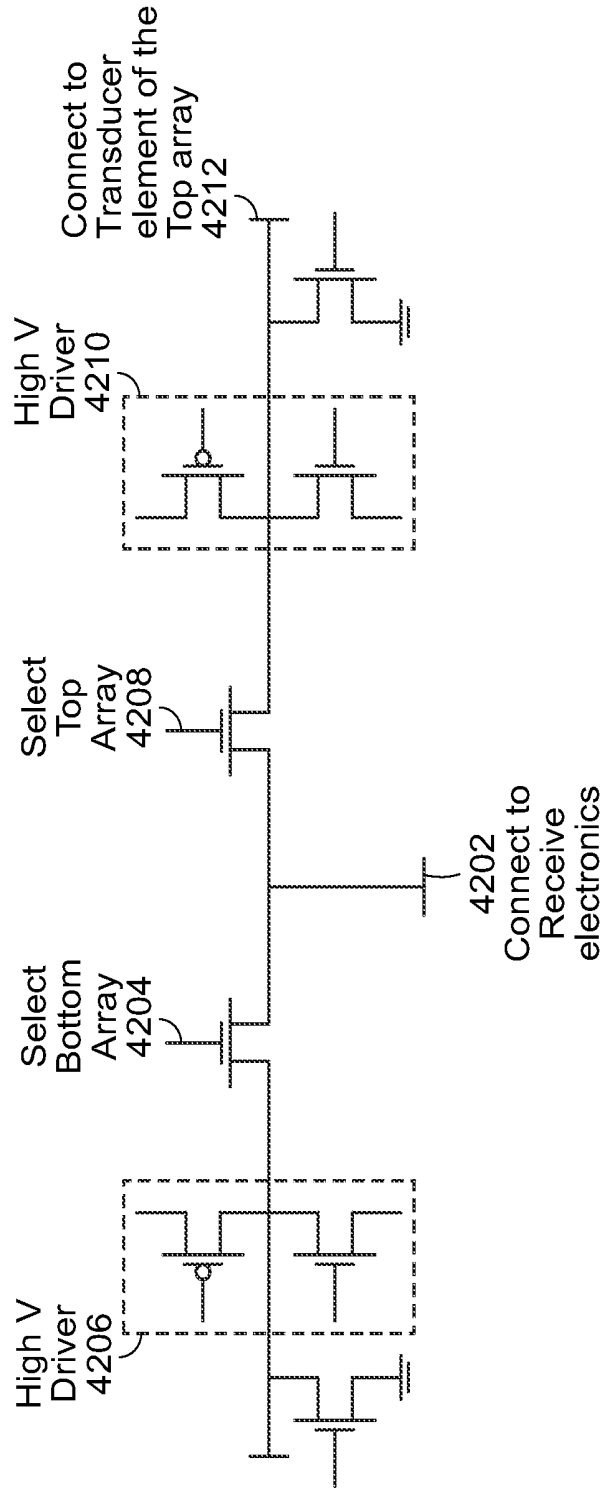 High V
Driver
4206
Select
Bottom
Array
4204
4202
Connect to
Receive
electronics
Select
Top
Array
4208
High V
Driver
4210
Connect to
Transducer
element of the
Top array
4212